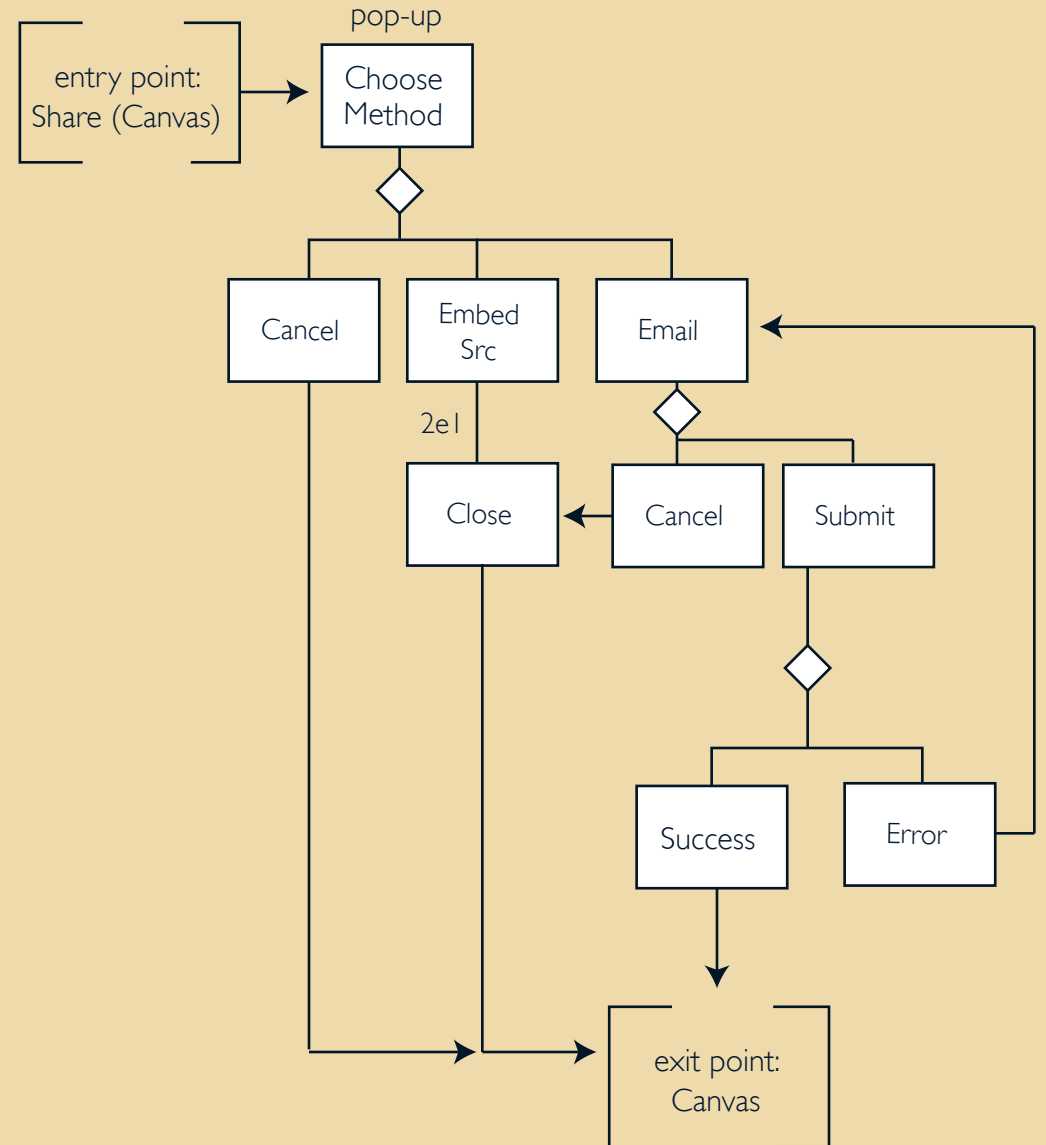 pop-up
entry point:
Share (Canvas)
Choose
Method
Cancel
Embed
Src
Email
2e1
Close
Cancel
Submit
Success
Error
exit point:
Canvas